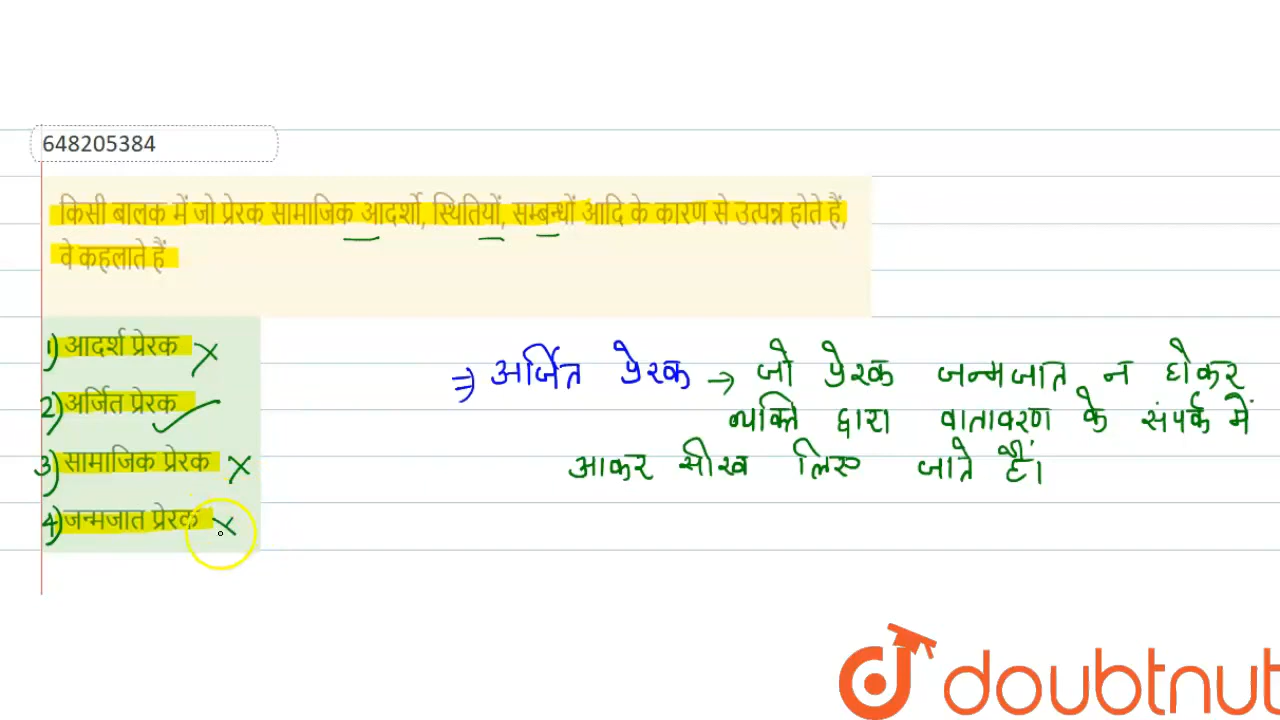 648205384
किसी बालक में जो प्रेरक सामाजिक आदर्शो, स्थितियों, सम्बन्धों आदि के कारण से उत्पन्न होते हैं,
वे कहलाते हैं
1) आदर्श प्रेरक
2) अर्जित प्रेरक
3) सामाजिक प्रेरक
4) जन्मजात प्रेरक
⇒ अर्जित प्रेरक → जो प्रेरक जन्मजात न होकर
व्यक्ति द्वारा वातावरण के संपर्क में
आकर सीख लिए जाते हैं।
doubtnut